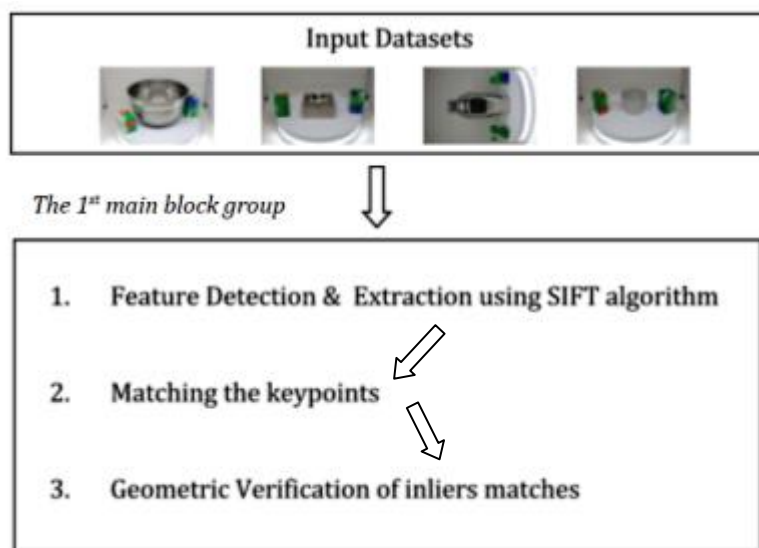 Input Datasets
The 1st main block group
1. Feature Detection & Extraction using SIFT algorithm
2. Matching the keypoints
3. Geometric Verification of inliers matches